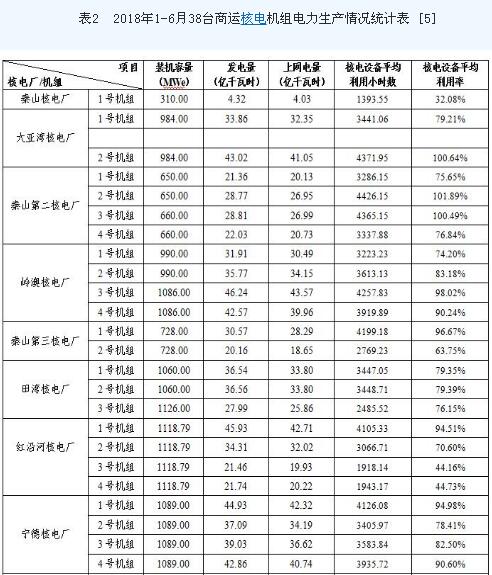 表2 2018年1-6月38台商运核电机组电力生产情况统计表 [5]
核电厂/机组 项目 装机容量 (MWe) 发电量 (亿千瓦时) 上网电量 (亿千瓦时) 核电设备平均利用小时数 核电设备平均利用率
秦山核电厂 1号机组 310.00 4.32 4.03 1393.55 32.08%
大亚湾核电厂 1号机组 984.00 33.86 32.35 3441.06 79.21%
2号机组 984.00 43.02 41.05 4371.95 100.64%
秦山第二核电厂 1号机组 650.00 21.36 20.13 3286.15 75.65%
2号机组 650.00 28.77 26.95 4426.15 101.89%
3号机组 660.00 28.81 26.99 4365.15 100.49%
4号机组 660.00 22.03 20.73 3337.88 76.84%
岭澳核电厂 1号机组 990.00 31.91 30.49 3223.23 74.20%
2号机组 990.00 35.77 34.15 3613.13 83.18%
3号机组 1086.00 46.24 43.57 4257.83 98.02%
4号机组 1086.00 42.57 39.96 3919.89 90.24%
秦山第三核电厂 1号机组 728.00 30.57 28.29 4199.18 96.67%
2号机组 728.00 20.16 18.65 2769.23 63.75%
田湾核电厂 1号机组 1060.00 36.54 33.80 3447.05 79.35%
2号机组 1060.00 36.56 33.80 3448.71 79.39%
3号机组 1126.00 27.99 25.86 2485.52 76.15%
红沿河核电厂 1号机组 1118.79 45.93 42.71 4105.33 94.51%
2号机组 1118.79 34.31 32.02 3066.71 70.60%
3号机组 1118.79 21.46 19.93 1918.14 44.16%
4号机组 1118.79 21.74 20.22 1943.17 44.73%
宁德核电厂 1号机组 1089.00 44.93 42.32 4126.08 94.98%
2号机组 1089.00 37.09 34.19 3405.97 78.41%
3号机组 1089.00 39.03 36.62 3583.84 82.50%
4号机组 1089.00 42.86 40.74 3935.72 90.60%